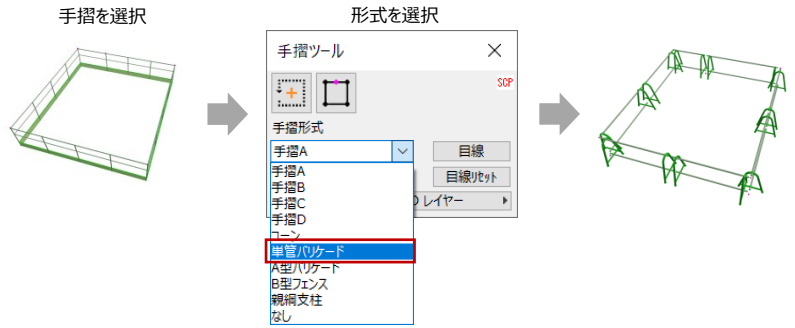 手摺を選択
形式を選択
手摺ツール
SCP
手摺形式
手摺A
目線
手摺A
目線ﾘｾｯﾄ
手摺B
手摺C
レイヤー
手摺D
コーン
単管バリケード
A型バリケード
B型フェンス
親綱支柱
なし